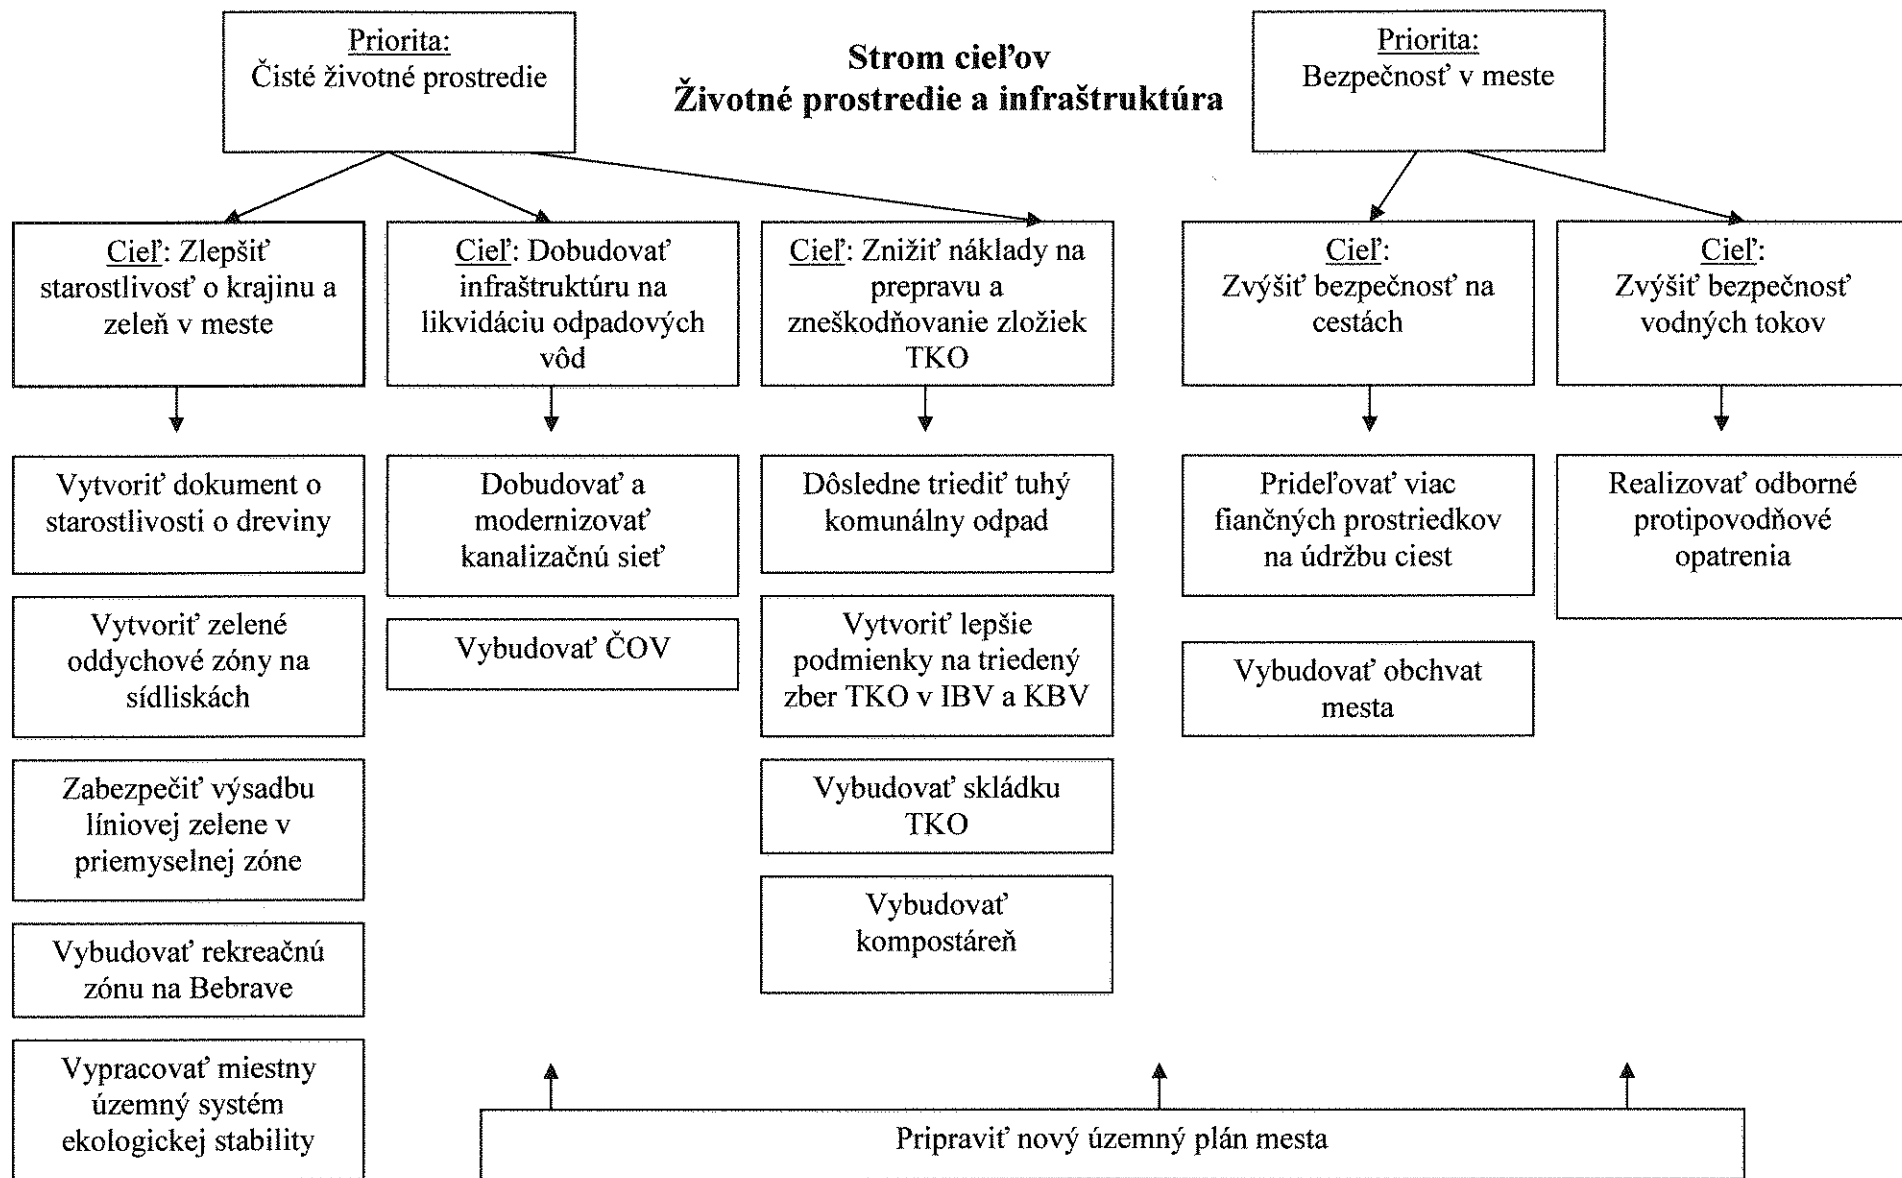 Priorita:
Čisté životné prostredie
Strom cieľov
Životné prostredie a infraštruktúra
Priorita:
Bezpečnosť v meste
Cieľ: Zlepšiť
starostlivosť o krajinu a
zeleň v meste
Cieľ: Dobudovať
infraštruktúru na
likvidáciu odpadových
vôd
Cieľ: Znižiť náklady na
prepravu a
zneškodňovanie zložiek
TKO
Cieľ:
Zvýšiť bezpečnosť na
cestách
Cieľ:
Zvýšiť bezpečnosť
vodných tokov
Vytvoriť dokument o
starostlivosti o dreviny
Vytvoriť zelené
oddychové zóny na
sídliskách
Zabezpečiť výsadbu
líniovej zelene v
priemyselnej zóne
Vybudovať rekreačnú
zónu na Bebrave
Vypracovať miestny
územný systém
ekologickej stability
Dobudovať a
modernizovať
kanalizačnú sieť
Vybudovať ČOV
Dôsledne triediť tuhý
komunálny odpad
Vytvoriť lepšie
podmienky na triedený
zber TKO v IBV a KBV
Vybudovať skládku
TKO
Vybudovať
kompostáreň
Prideľovať viac
fiančných prostriedkov
na údržbu ciest
Vybudovať obchvat
mesta
Realizovať odborné
protipovodňové
opatrenia
Pripraviť nový územný plán mesta